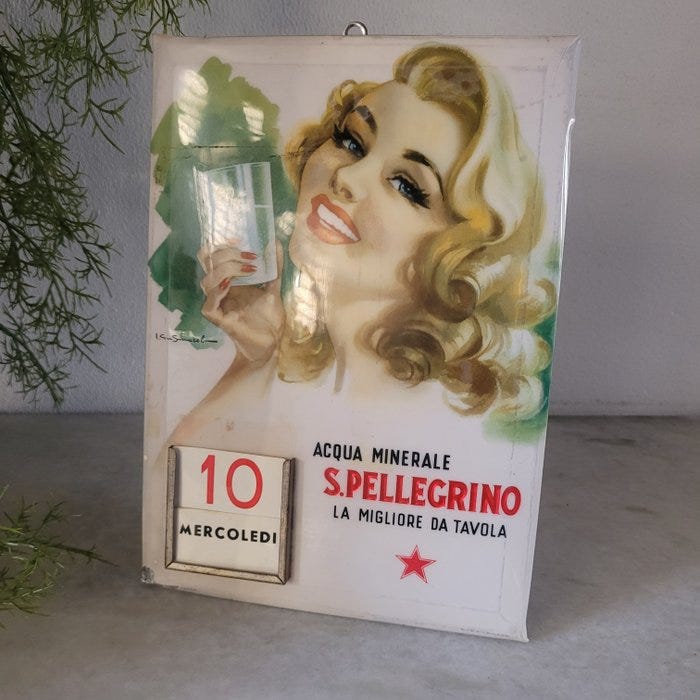 10
MERCOLEDI
ACQUA MINERALE
S.PELLEGRINO
LA MIGLIORE DA TAVOLA